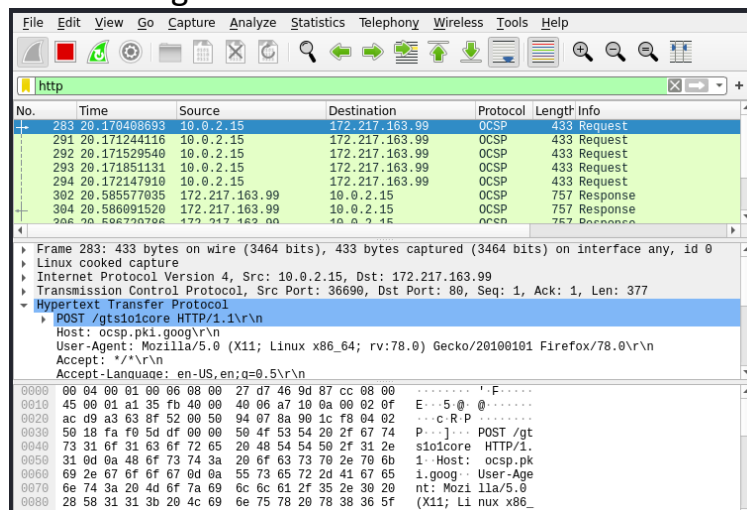 File Edit View Go Capture Analyze Statistics Telephony Wireless Tools Help
http
No. Time Source Destination Protocol Length Info
283 20.170408693 10.0.2.15 172.217.163.99 OCSP 433 Request
291 20.171244116 10.0.2.15 172.217.163.99 OCSP 433 Request
292 20.171529540 10.0.2.15 172.217.163.99 OCSP 433 Request
293 20.171851131 10.0.2.15 172.217.163.99 OCSP 433 Request
294 20.172147910 10.0.2.15 172.217.163.99 OCSP 433 Request
302 20.585577035 172.217.163.99 10.0.2.15 OCSP 757 Response
304 20.586091520 172.217.163.99 10.0.2.15 OCSP 757 Response
306 20.586729786 172.217.163.99 10.0.2.15 OCSP 757 Response
Frame 283: 433 bytes on wire (3464 bits), 433 bytes captured (3464 bits) on interface any, id 0
Linux cooked capture
Internet Protocol Version 4, Src: 10.0.2.15, Dst: 172.217.163.99
Transmission Control Protocol, Src Port: 36690, Dst Port: 80, Seq: 1, Ack: 1, Len: 377
Hypertext Transfer Protocol
POST /gts1o1core HTTP/1.1\r\n
Host: ocsp.pki.goog\r\n
User-Agent: Mozilla/5.0 (X11; Linux x86_64; rv:78.0) Gecko/20100101 Firefox/78.0\r\n
Accept: */*\r\n
Accept-Language: en-US,en;q=0.5\r\n
0000 00 04 00 01 00 06 08 00 27 d7 46 9d 87 cc 08 00 ········ '·F·····
0010 45 00 01 a1 35 fb 40 00 40 06 a7 10 0a 00 02 0f E···5·@· @·······
0020 ac d9 a3 63 8f 52 00 50 94 07 8a 90 1c f8 04 02 ···c·R·P ········
0030 50 18 fa f0 5d df 00 00 50 4f 53 54 20 2f 67 74 P···]··· POST /gt
0040 73 31 6f 31 63 6f 72 65 20 48 54 54 50 2f 31 2e s1o1core HTTP/1.
0050 31 0d 0a 48 6f 73 74 3a 20 6f 63 73 70 2e 70 6b 1··Host: ocsp.pk
0060 69 2e 67 6f 6f 67 0d 0a 55 73 65 72 2d 41 67 65 i.goog·· User-Age
0070 6e 74 3a 20 4d 6f 7a 69 6c 6c 61 2f 35 2e 30 20 nt: Mozi lla/5.0
0080 28 58 31 31 3b 20 4c 69 6e 75 78 20 78 38 36 5f (X11; Li nux x86_